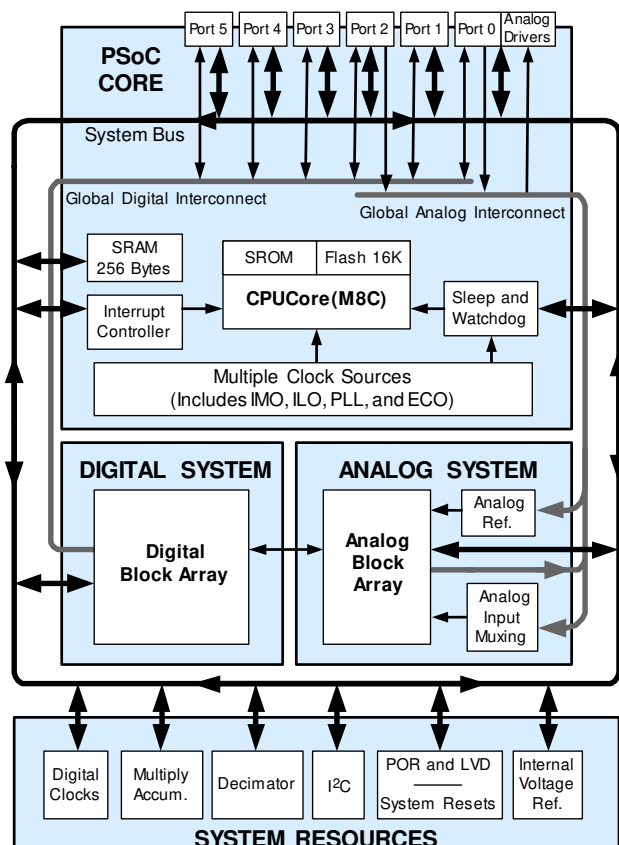 Port 5 Port 4 Port 3 Port 2 Port 1 Port 0 Analog
Drivers
PSoC
CORE
System Bus
Global Digital Interconnect
Global Analog Interconnect
SRAM
256 Bytes
SROM Flash 16K
CPUCore(M8C)
Interrupt
Controller
Sleep and
Watchdog
Multiple Clock Sources
(Includes IMO, ILO, PLL, and ECO)
DIGITAL SYSTEM
ANALOG SYSTEM
Digital
Block Array
Analog
Block
Array
Analog
Ref.
Analog
Input
Muxing
Digital
Clocks
Multiply
Accum.
Decimator
I²C
POR and LVD
System Resets
Internal
Voltage
Ref.
SYSTEM RESOURCES